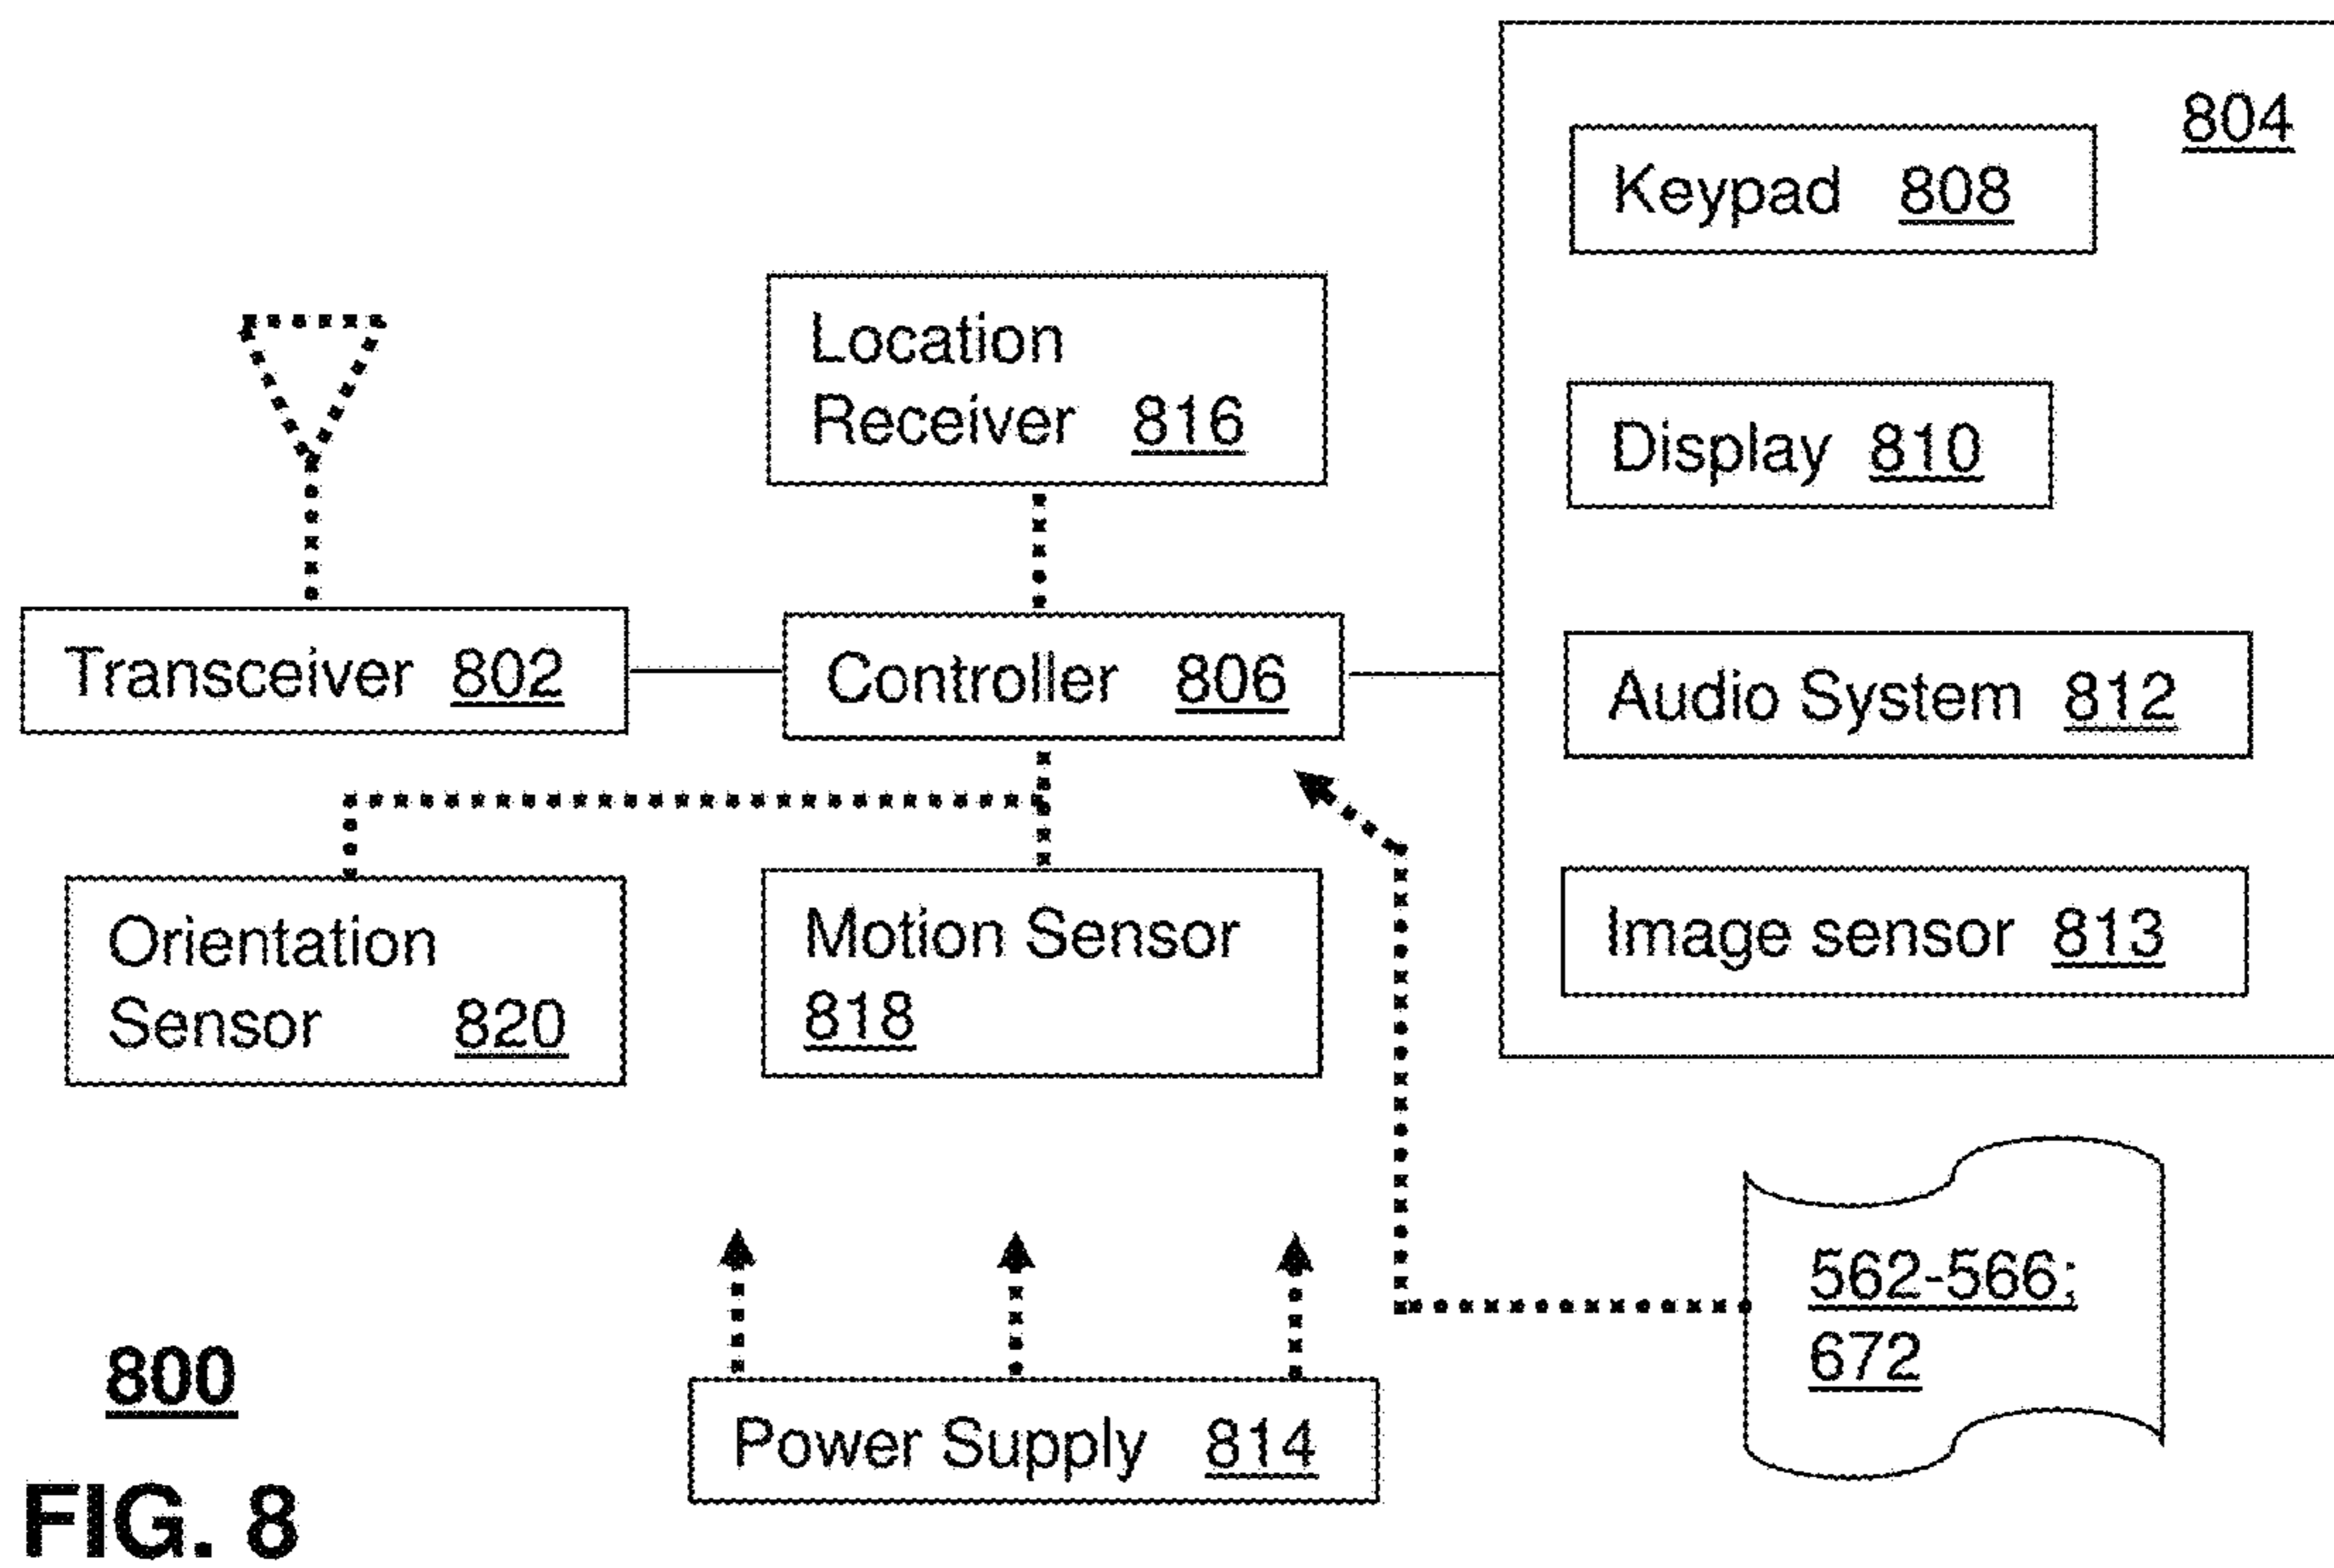 804
Keypad 808
Location
Receiver 816
Display 810
Transceiver 802
Controller 806
Audio System 812
Orientation
Sensor 820
Motion Sensor
818
Image sensor 813
562-566;
672
800
Power Supply 814
FIG. 8